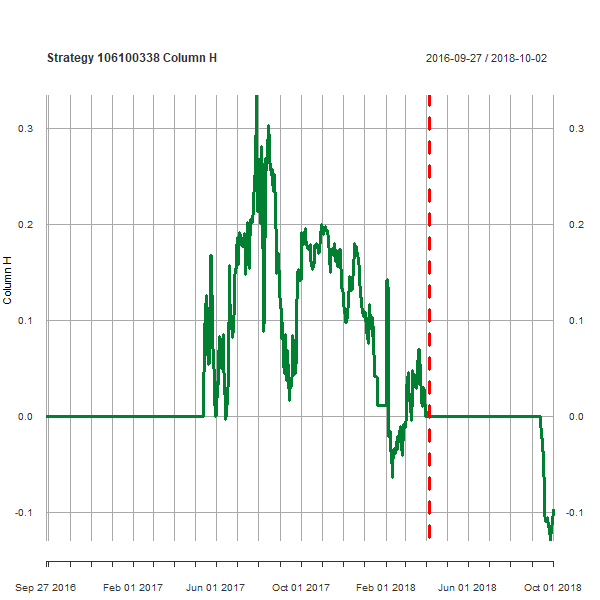 Strategy 106100338 Column H 2016-09-27 / 2018-10-02
0.3 0.3
0.2 0.2
Column H
0.1 0.1
0.0 0.0
-0.1 -0.1
Sep 27 2016 Feb 01 2017 Jun 01 2017 Oct 01 2017 Feb 01 2018 Jun 01 2018 Oct 01 2018